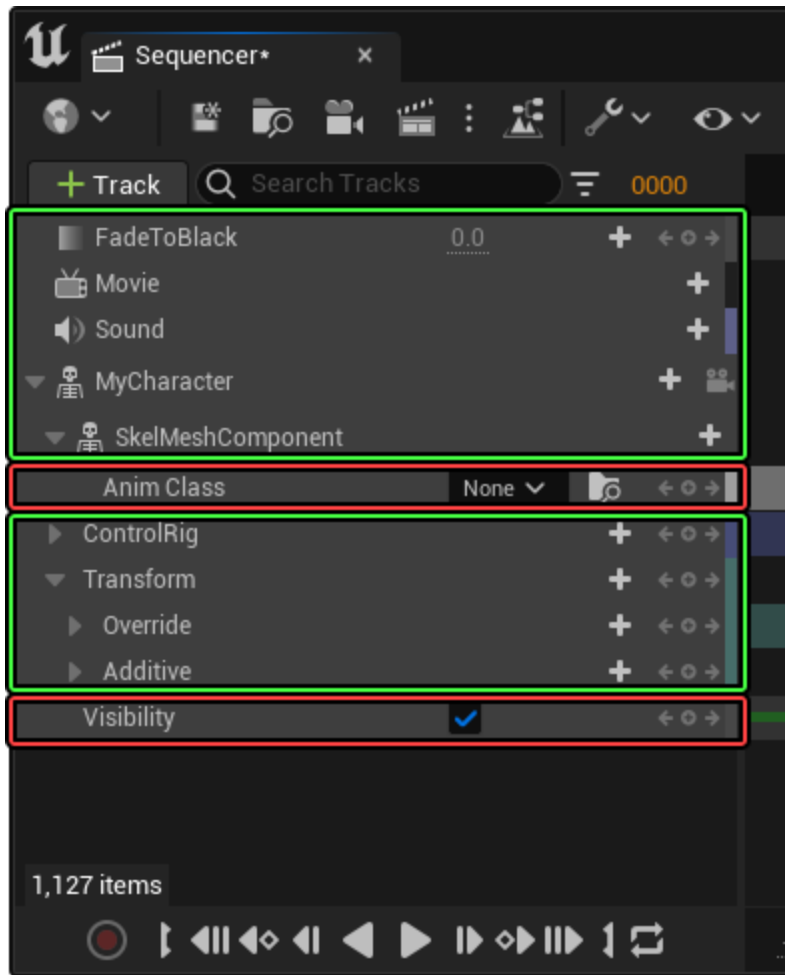 Sequencer*
Track Search Tracks 0000
FadeToBlack 0.0
Movie
Sound
MyCharacter
SkelMeshComponent
Anim Class None
ControlRig
Transform
Override
Additive
Visibility
1,127 items